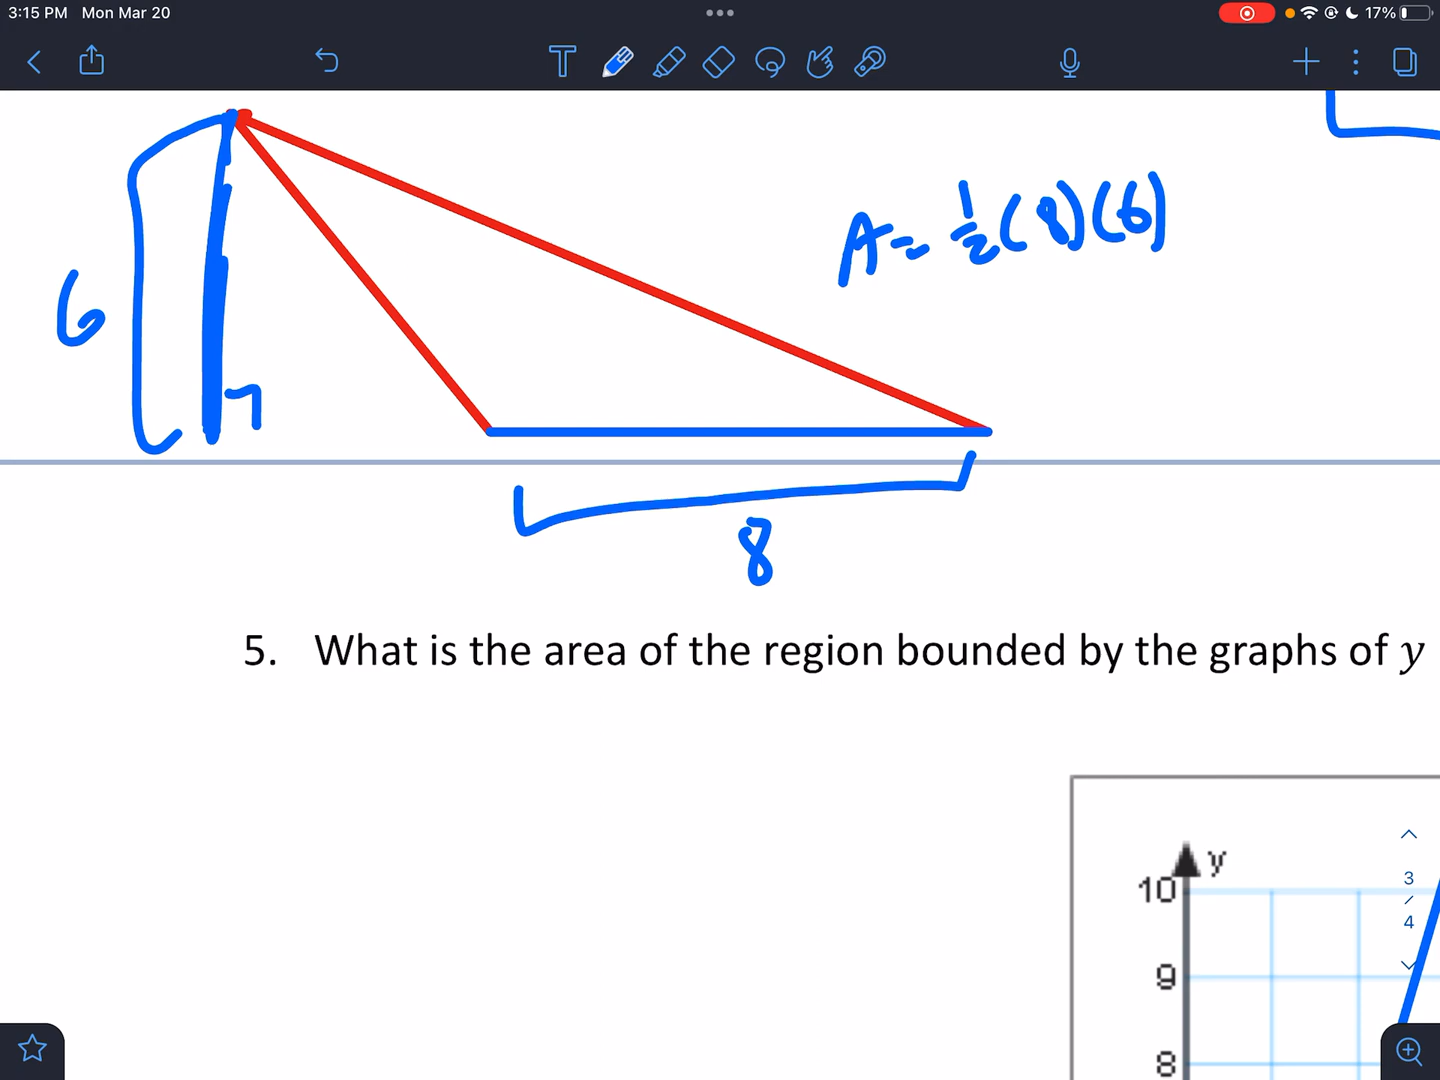 3:15 PM Mon Mar 20
17%
T
A = 1/2 (8)(6)
6
8
5. What is the area of the region bounded by the graphs of y
y
10
9
8
3
/
4